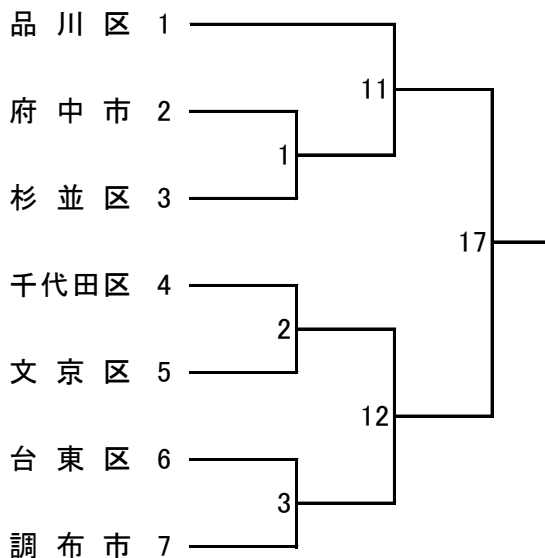 品川区 1
11
府中市 2
1
杉並区 3
17
千代田区 4
2
文京区 5
12
台東区 6
3
調布市 7